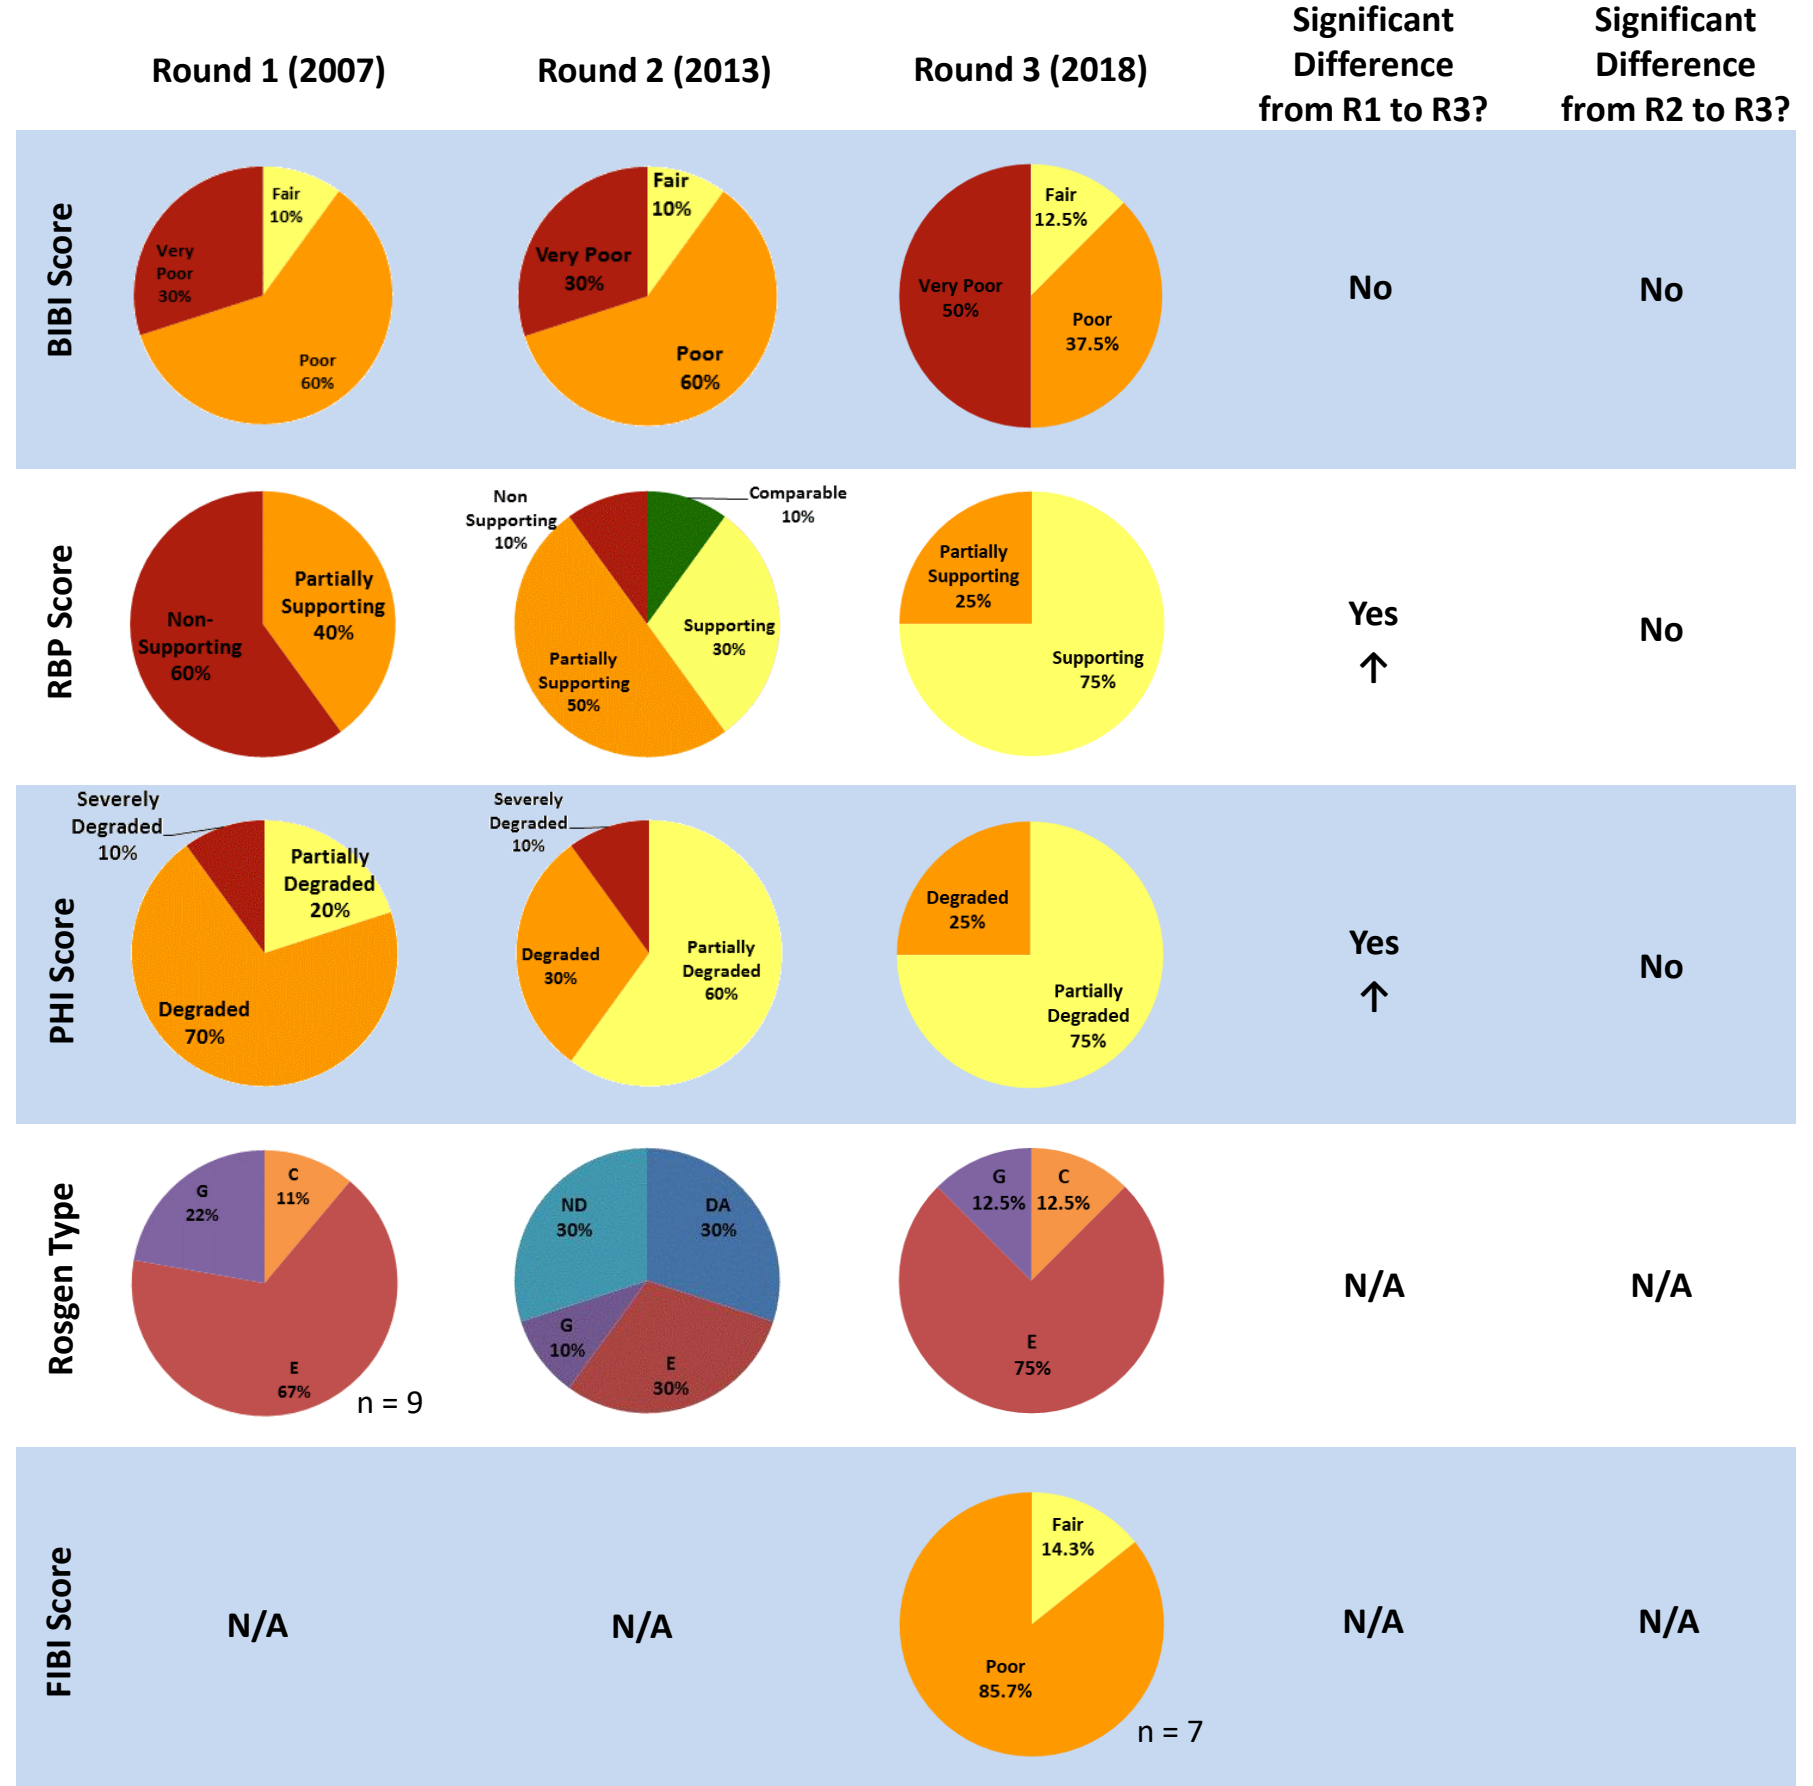 Significant
Difference
from R1 to R3?
Significant
Difference
from R2 to R3?
Round 1 (2007)
Round 2 (2013)
Round 3 (2018)
BIBI Score
Fair
10%
Very
Poor
30%
Poor
60%
Fair
10%
Very Poor
30%
Poor
60%
Fair
12.5%
Very Poor
50%
Poor
37.5%
No
No
RBP Score
Partially
Supporting
40%
Non-
Supporting
60%
Non
Supporting
10%
Comparable
10%
Supporting
30%
Partially
Supporting
50%
Partially
Supporting
25%
Supporting
75%
Yes
↑
No
PHI Score
Severely
Degraded
10%
Partially
Degraded
20%
Degraded
70%
Severely
Degraded
10%
Degraded
30%
Partially
Degraded
60%
Degraded
25%
Partially
Degraded
75%
Yes
↑
No
Rosgen Type
G
22%
C
11%
E
67%
n = 9
ND
30%
DA
30%
G
10%
E
30%
G
12.5%
C
12.5%
E
75%
N/A
N/A
FIBI Score
N/A
N/A
Fair
14.3%
Poor
85.7%
n = 7
N/A
N/A